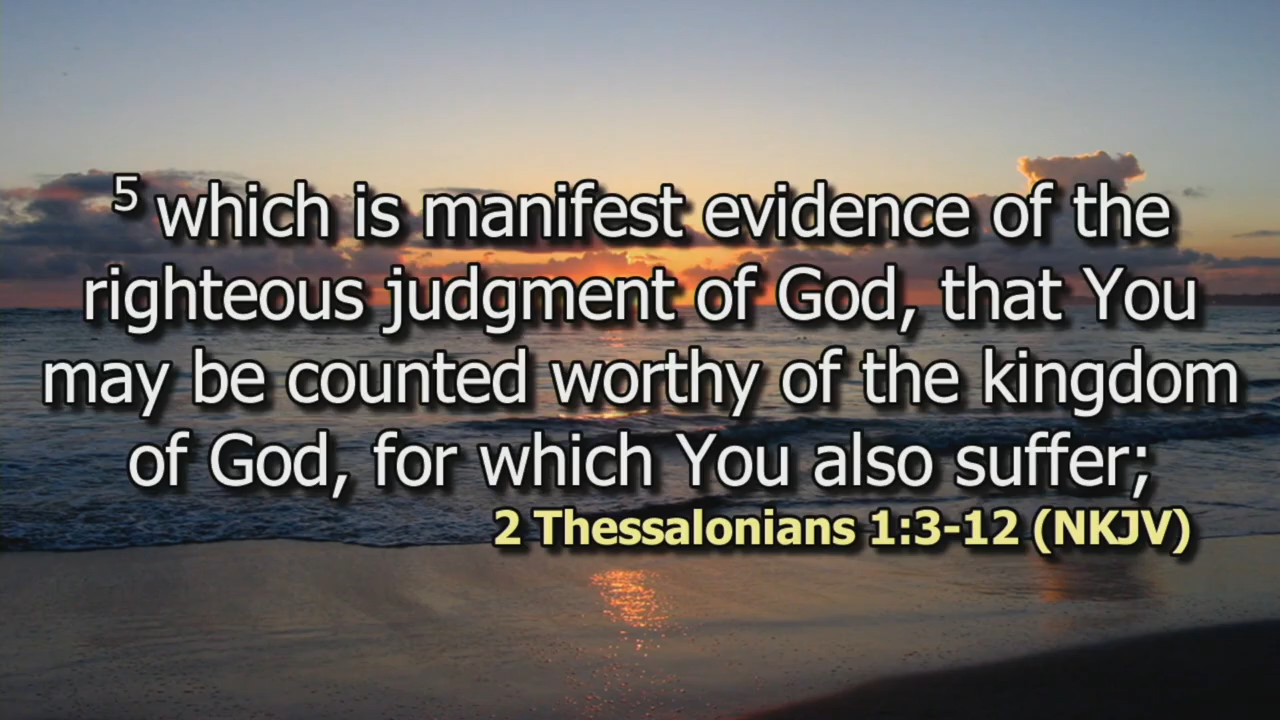 5 which is manifest evidence of the
righteous judgment of God, that You
may be counted worthy of the kingdom
of God, for which You also suffer;
2 Thessalonians 1:3-12 (NKJV)